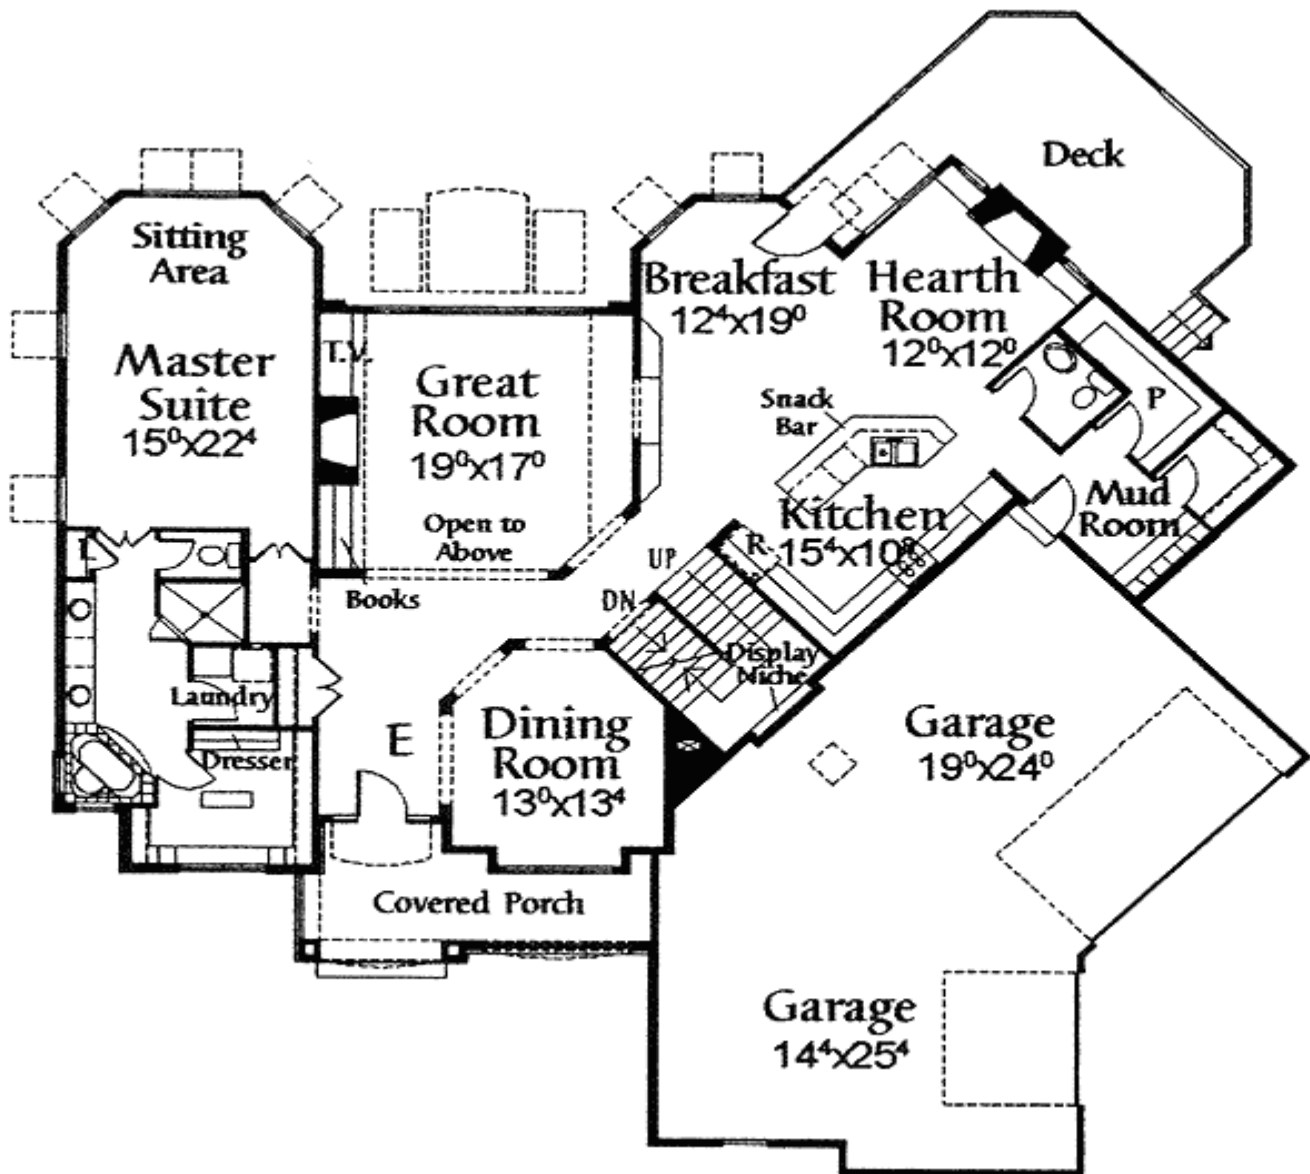 Deck
Sitting
Area
Breakfast
12⁴x19⁰
Hearth
Room
12⁰x12⁰
T.V.
Master
Suite
15⁰x22⁴
Great
Room
19⁰x17⁰
Snack
Bar
P
Open to
Above
Kitchen
15⁴x10⁰
R
Mud
Room
L
UP
Books
DN
Display
Niche
Laundry
E
Dining
Room
13⁰x13⁴
Dresser
Garage
19⁰x24⁰
Covered Porch
Garage
14⁴x25⁴